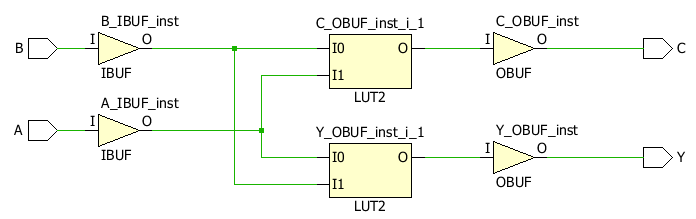 B_IBUF_inst
C_OBUF_inst_i_1
C_OBUF_inst
B
I
O
I0
O
I
O
C
IBUF
I1
OBUF
LUT2
A_IBUF_inst
Y_OBUF_inst_i_1
Y_OBUF_inst
A
I
O
IBUF
I0
O
I
O
Y
I1
OBUF
LUT2